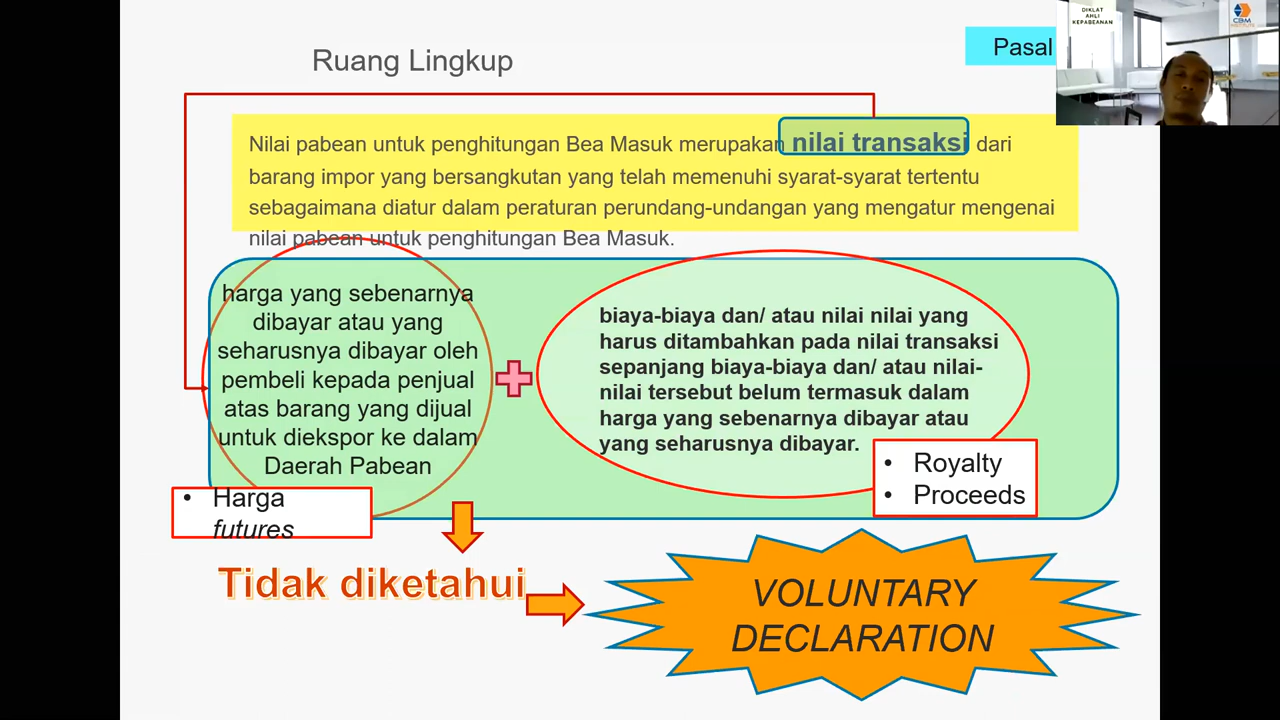 Ruang Lingkup
Pasal
DIKLAT
AHLI
KEPABEANAN
CBM
Nilai pabean untuk penghitungan Bea Masuk merupakan nilai transaksi dari
barang impor yang bersangkutan yang telah memenuhi syarat-syarat tertentu
sebagaimana diatur dalam peraturan perundang-undangan yang mengatur mengenai
nilai pabean untuk penghitungan Bea Masuk.
harga yang sebenarnya
dibayar atau yang
seharusnya dibayar oleh
pembeli kepada penjual
atas barang yang dijual
untuk diekspor ke dalam
Daerah Pabean
• Harga
futures
biaya-biaya dan/ atau nilai nilai yang
harus ditambahkan pada nilai transaksi
sepanjang biaya-biaya dan/ atau nilai-
nilai tersebut belum termasuk dalam
harga yang sebenarnya dibayar atau
yang seharusnya dibayar.
• Royalty
• Proceeds
Tidak diketahui
VOLUNTARY
DECLARATION